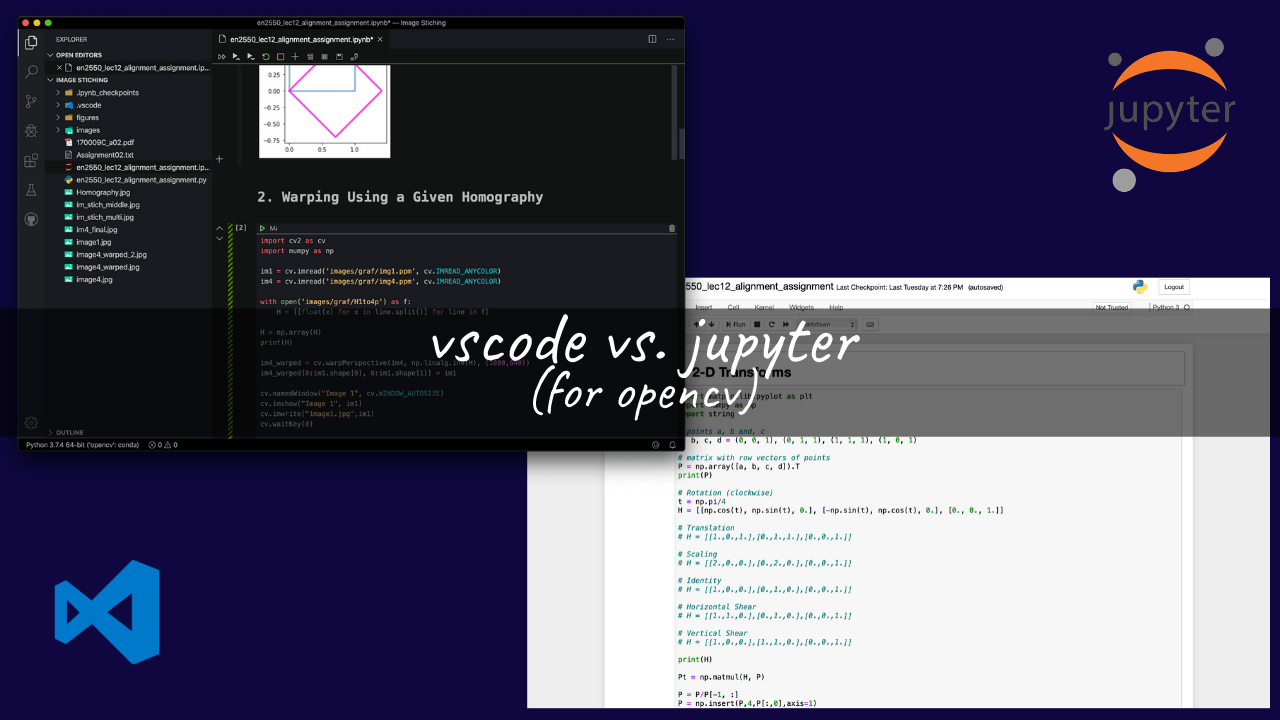 en2550_lec12_alignment_assignment.ipynb* — Image Stiching
EXPLORER
OPEN EDITORS
en2550_lec12_alignment_assignment.ip...
IMAGE STICHING
.ipynb_checkpoints
.vscode
figures
images
170009C_a02.pdf
Assignment02.txt
en2550_lec12_alignment_assignment.ip...
en2550_lec12_alignment_assignment.py
Homography.jpg
im_stich_middle.jpg
im_stich_multi.jpg
im4_final.jpg
image1.jpg
image4_warped_2.jpg
image4_warped.jpg
image4.jpg
OUTLINE
Python 3.7.4 64-bit ('opencv': conda)
0
0
en2550_lec12_alignment_assignment.ipynb*
0.25
0.00
−0.25
−0.50
−0.75
0.0 0.5 1.0
2. Warping Using a Given Homography
[2]
M↓
import cv2 as cv
import numpy as np
im1 = cv.imread('images/graf/img1.ppm', cv.IMREAD_ANYCOLOR)
im4 = cv.imread('images/graf/img4.ppm', cv.IMREAD_ANYCOLOR)
with open('images/graf/H1to4p') as f:
H = [[float(x) for x in line.split()] for line in f]
H = np.array(H)
print(H)
im4_warped = cv.warpPerspective(im4, np.linalg.inv(H), (1000,640))
im4_warped[0:im1.shape[0], 0:im1.shape[1]] = im1
cv.namedWindow("Image 1", cv.WINDOW_AUTOSIZE)
cv.imshow("Image 1", im1)
cv.imwrite("image1.jpg",im1)
cv.waitKey(0)
jupyter
vscode vs. jupyter
(for opencv)
550_lec12_alignment_assignment Last Checkpoint: Last Tuesday at 7:26 PM (autosaved)
Logout
Insert Cell Kernel Widgets Help
Not Trusted
Python 3
Run
2-D Transforms
as plt
import string
points a, b and, c
b, c, d = (0, 0, 1), (0, 1, 1), (1, 1, 1), (1, 0, 1)
# matrix with row vectors of points
P = np.array([a, b, c, d]).T
print(P)
# Rotation (clockwise)
t = np.pi/4
H = [[np.cos(t), np.sin(t), 0.], [−np.sin(t), np.cos(t), 0.], [0., 0., 1.]]
# Translation
# H = [[1.,0.,1.],[0.,1.,1.],[0.,0.,1.]]
# Scaling
# H = [[2.,0.,0.],[0.,2.,0.],[0.,0.,1.]]
# Identity
# H = [[1.,0.,0.],[0.,1.,0.],[0.,0.,1.]]
# Horizontal Shear
# H = [[1.,1.,0.],[0.,1.,0.],[0.,0.,1.]]
# Vertical Shear
# H = [[1.,0.,0.],[1.,1.,0.],[0.,0.,1.]]
print(H)
Pt = np.matmul(H, P)
P = P/P[−1, :]
P = np.insert(P,4,P[:,0],axis=1)